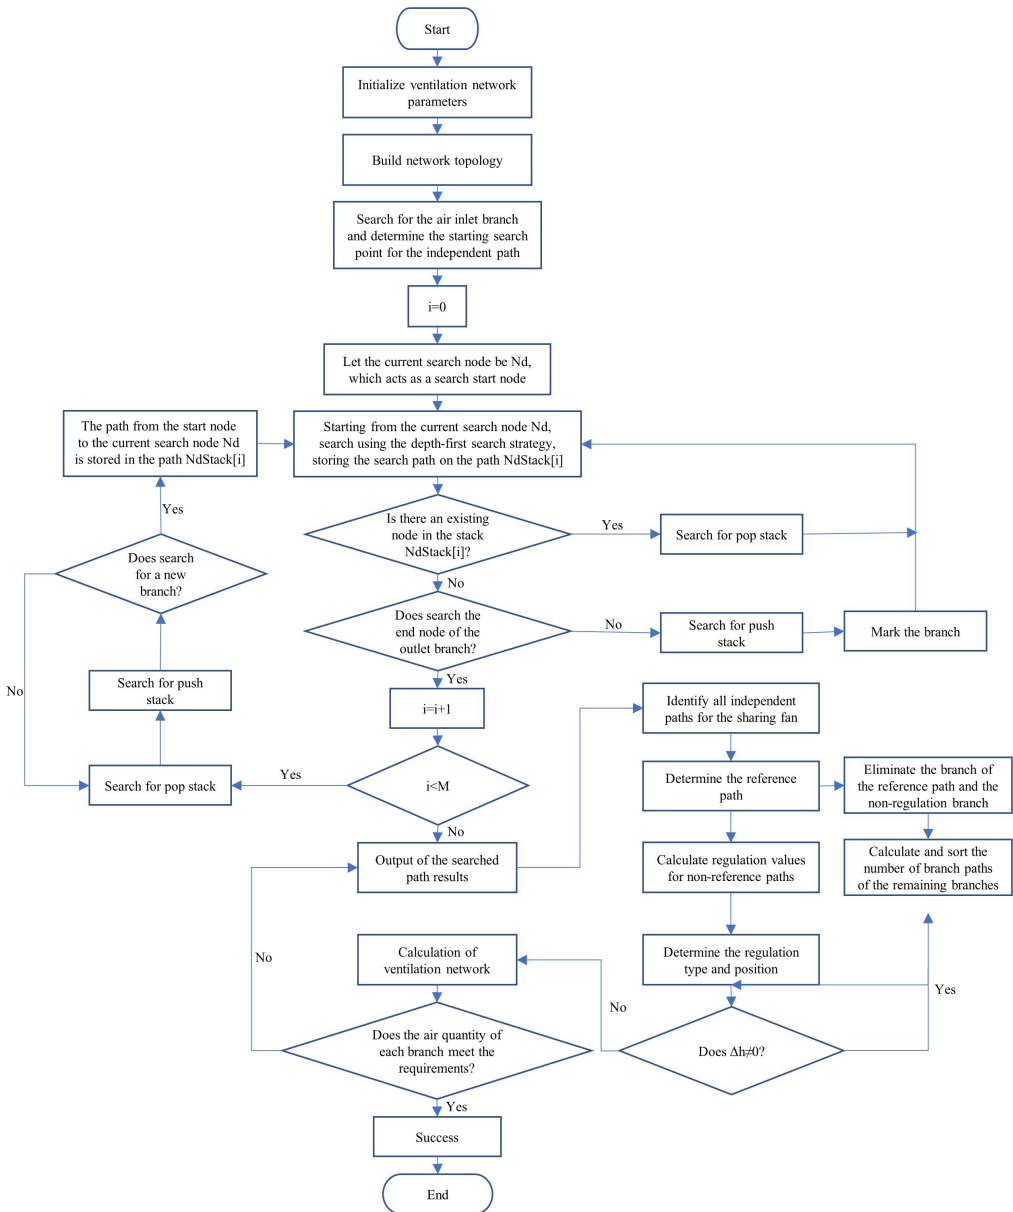 Start
Initialize ventilation network
parameters
Build network topology
Search for the air inlet branch
and determine the starting search
point for the independent path
i=0
Let the current search node be Nd,
which acts as a search start node
The path from the start node
to the current search node Nd
is stored in the path NdStack[i]
Starting from the current search node Nd,
search using the depth-first search strategy,
storing the search path on the path NdStack[i]
Yes
Is there an existing
node in the stack
NdStack[i]?
Yes
Search for pop stack
Does search
for a new
branch?
No
Does search the
end node of the
outlet branch?
No
Search for push
stack
Mark the branch
Yes
No
Search for push
stack
i=i+1
Identify all independent
paths for the sharing fan
Search for pop stack
Yes
i<M
No
Determine the reference
path
Eliminate the branch of
the reference path and the
non-regulation branch
Output of the searched
path results
Calculate regulation values
for non-reference paths
Calculate and sort the
number of branch paths
of the remaining branches
No
Calculation of
ventilation network
Determine the regulation
type and position
Yes
No
Does the air quantity of
each branch meet the
requirements?
Does Δh≠0?
Yes
Success
End